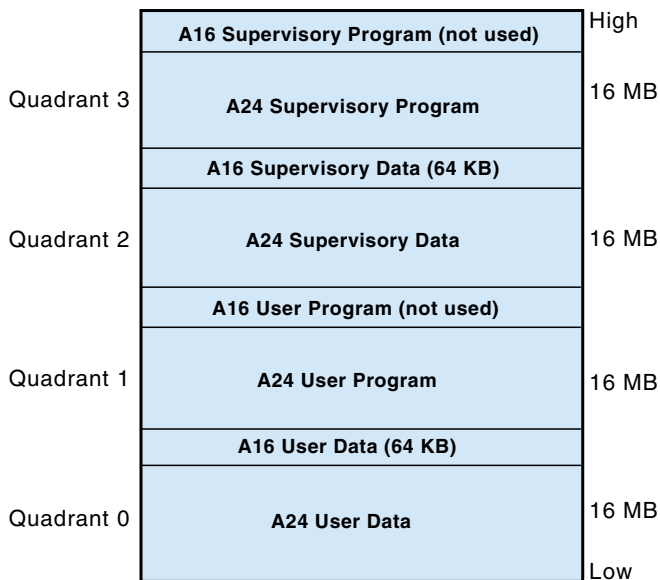 High
A16 Supervisory Program (not used)
Quadrant 3
A24 Supervisory Program
16 MB
A16 Supervisory Data (64 KB)
Quadrant 2
A24 Supervisory Data
16 MB
A16 User Program (not used)
Quadrant 1
A24 User Program
16 MB
A16 User Data (64 KB)
Quadrant 0
A24 User Data
16 MB
Low